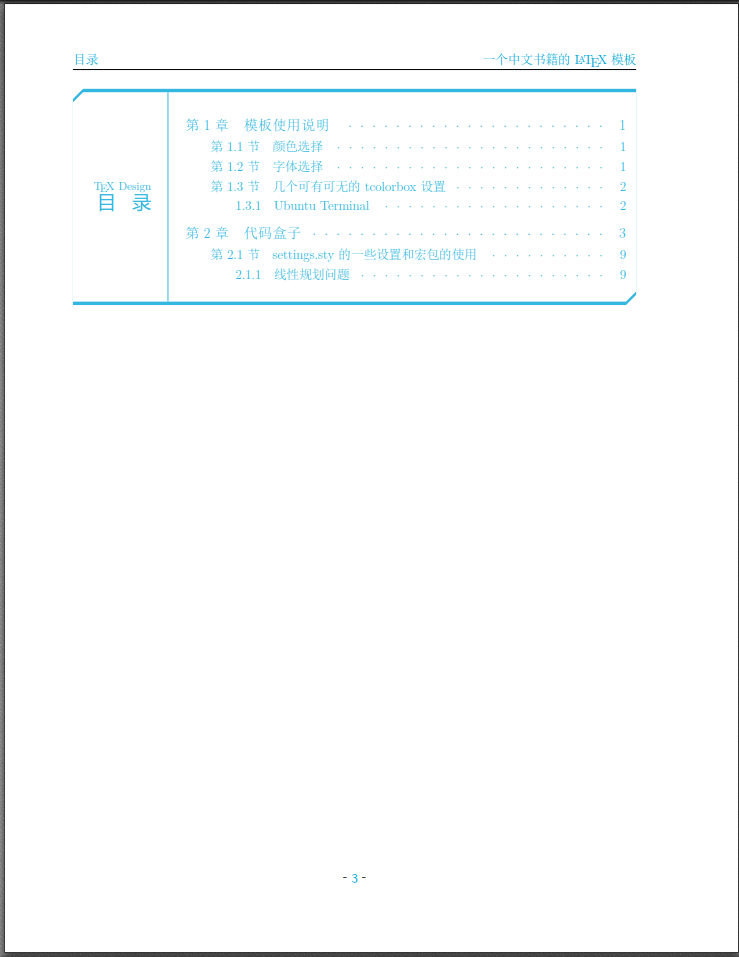 目录 一个中文书籍的 LATEX 模板
TEX Design
目 录
第 1 章 模板使用说明 . . . . . . . . . . . . . . . . . . . . . . 1
第 1.1 节 颜色选择 . . . . . . . . . . . . . . . . . . . . . . . 1
第 1.2 节 字体选择 . . . . . . . . . . . . . . . . . . . . . . . 1
第 1.3 节 几个可有可无的 tcolorbox 设置 . . . . . . . . . . . . . 2
1.3.1 Ubuntu Terminal . . . . . . . . . . . . . . . . . . . 2
第 2 章 代码盒子 . . . . . . . . . . . . . . . . . . . . . . . . . 3
第 2.1 节 settings.sty 的一些设置和宏包的使用 . . . . . . . . . . 9
2.1.1 线性规划问题 . . . . . . . . . . . . . . . . . . . . . 9
- 3 -